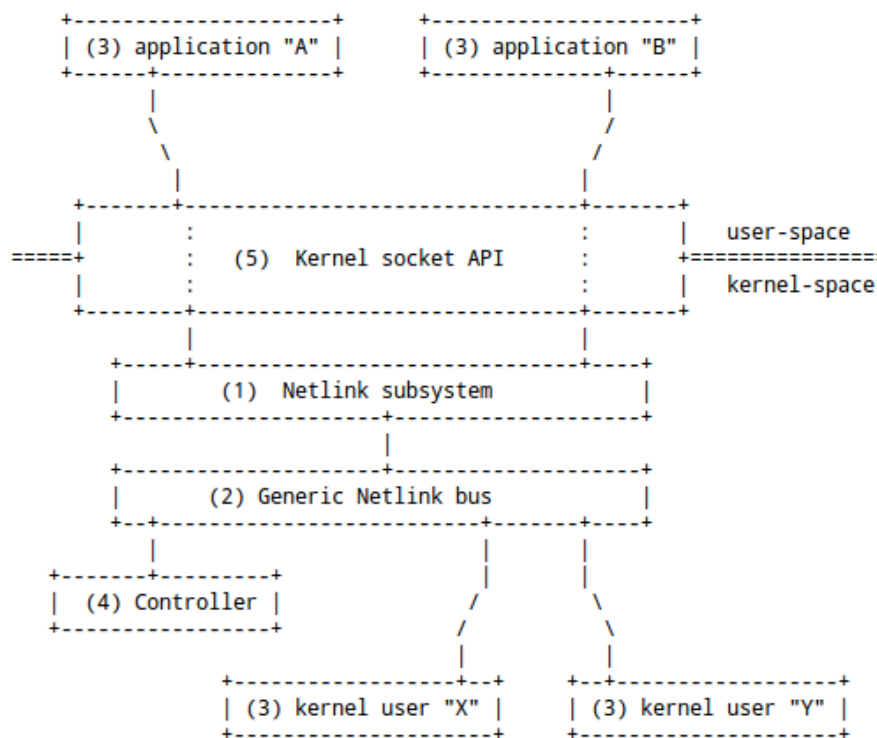 (3) application "A" (3) application "B"
user-space
(5) Kernel socket API
kernel-space
(1) Netlink subsystem
(2) Generic Netlink bus
(4) Controller
(3) kernel user "X" (3) kernel user "Y"